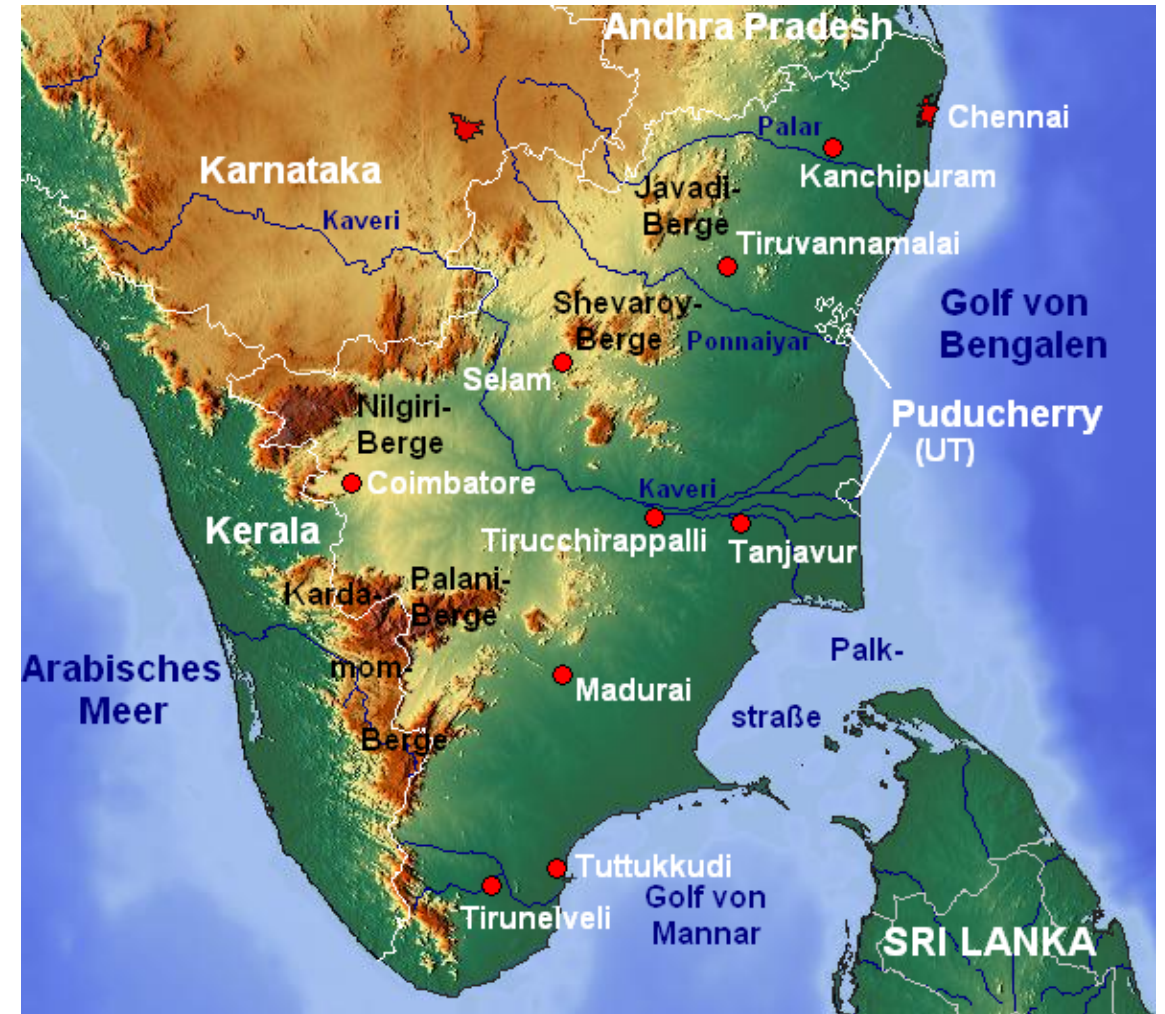 Andhra Pradesh
Chennai
Palar
Kanchipuram
Karnataka
Javadi-
Berge
Kaveri
Tiruvannamalai
Shevaroy-
Berge
Golf von
Bengalen
Ponnaiyar
Selam
Nilgiri-
Berge
Puducherry
(UT)
Coimbatore
Kaveri
Kerala
Tirucchirappalli
Tanjavur
Palani-
Berge
Karda-
mom-
Berge
Arabisches
Meer
Palk-
straße
Madurai
Tuttukkudi
Tirunelveli
Golf von
Mannar
SRI LANKA